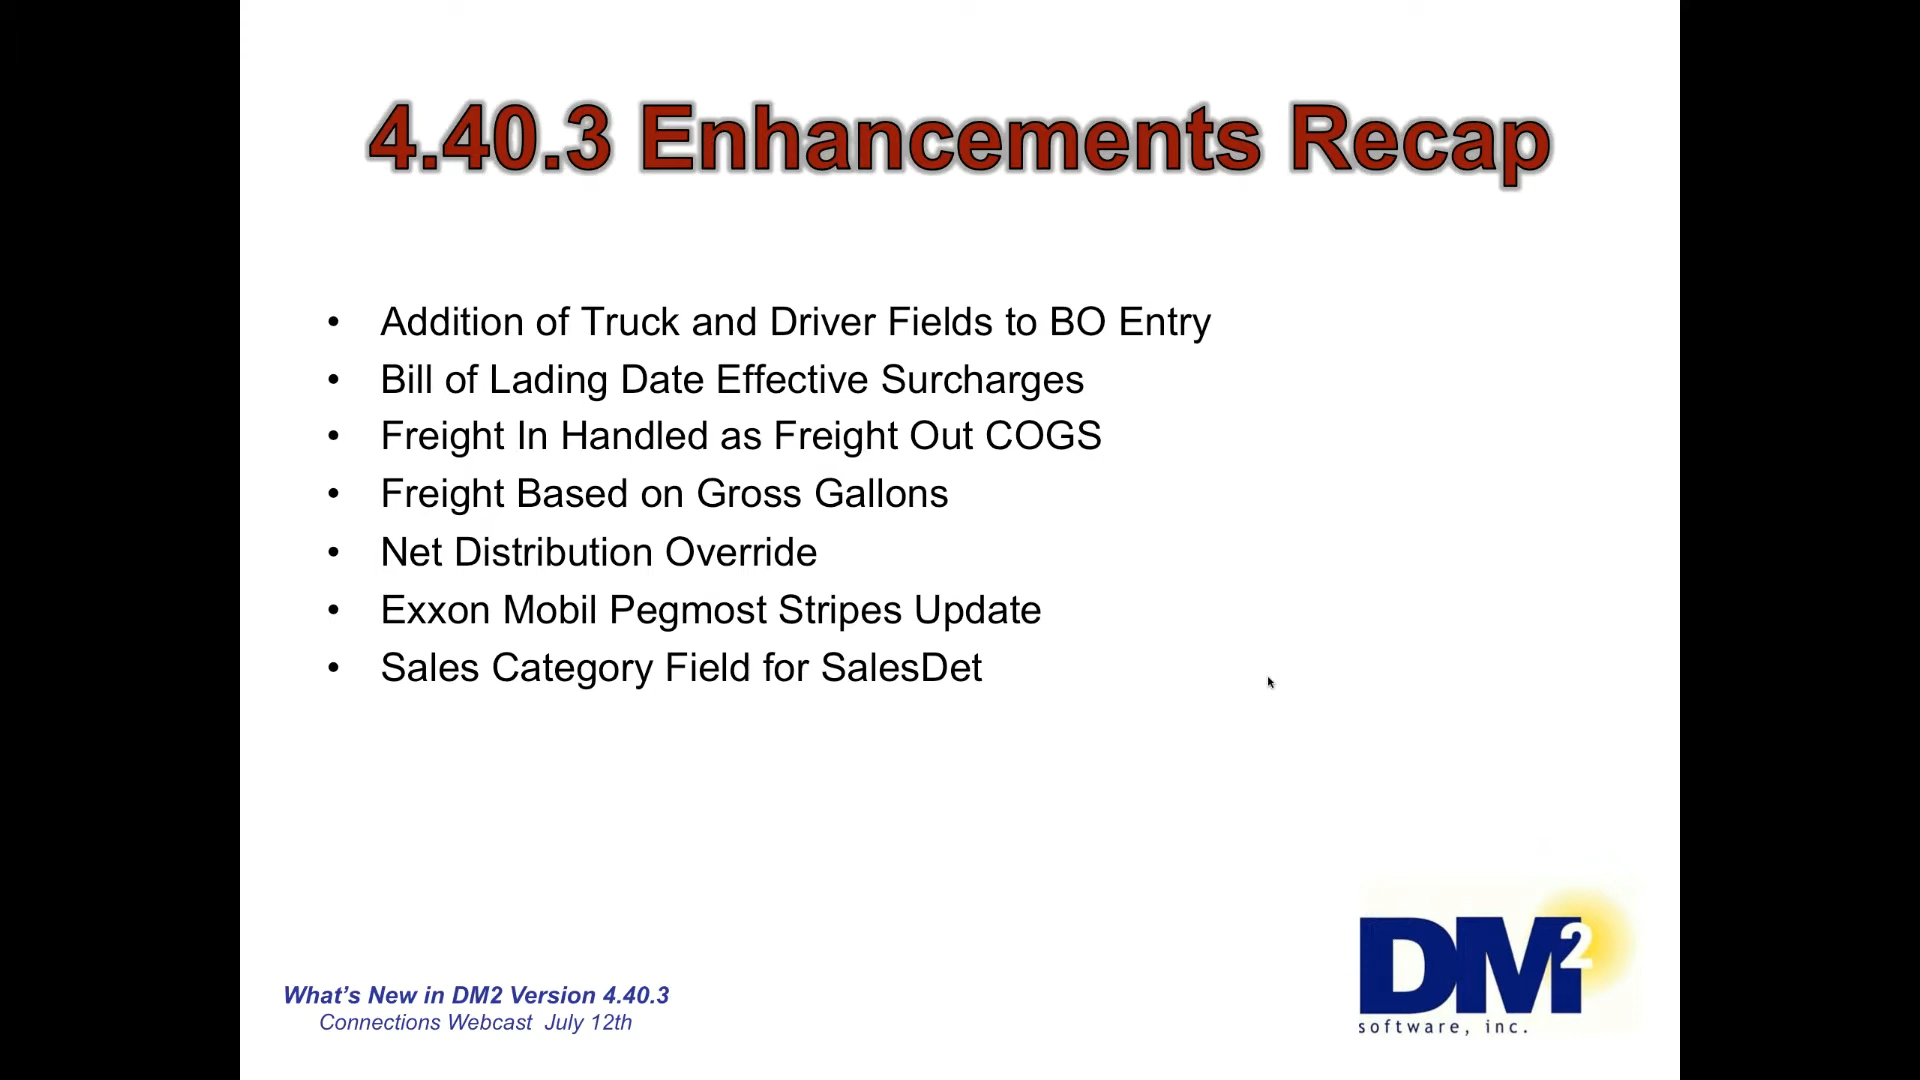 4.40.3 Enhancements Recap
• Addition of Truck and Driver Fields to BO Entry
• Bill of Lading Date Effective Surcharges
• Freight In Handled as Freight Out COGS
• Freight Based on Gross Gallons
• Net Distribution Override
• Exxon Mobil Pegmost Stripes Update
• Sales Category Field for SalesDet
What's New in DM2 Version 4.40.3
Connections Webcast July 12th
DM2
software, inc.